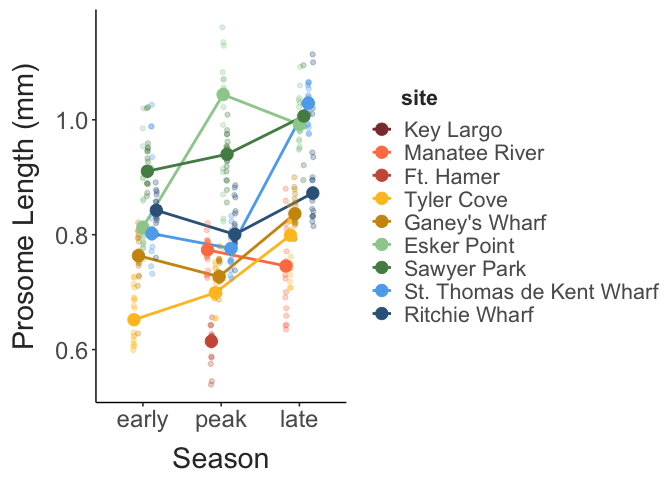 Prosome Length (mm)
1.0
0.8
0.6
early peak late
Season
site
Key Largo
Manatee River
Ft. Hamer
Tyler Cove
Ganey's Wharf
Esker Point
Sawyer Park
St. Thomas de Kent Wharf
Ritchie Wharf